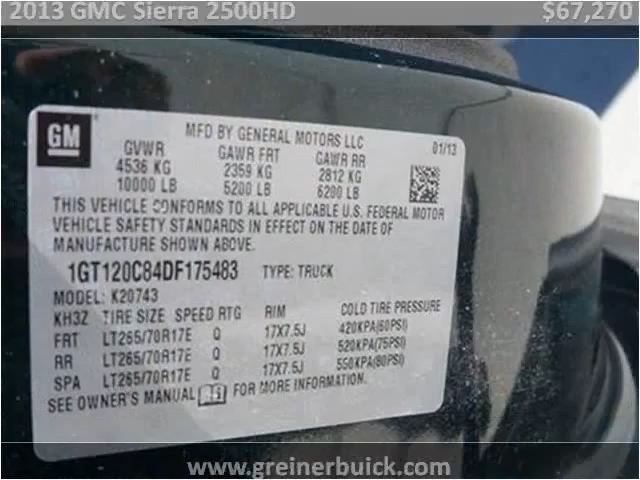 2013 GMC Sierra 2500HD $67,270
GM
MFD BY GENERAL MOTORS LLC
GVWR GAWR FRT GAWR RR 01/13
4536 KG 2359 KG 2812 KG
10000 LB 5200 LB 6200 LB
THIS VEHICLE CONFORMS TO ALL APPLICABLE U.S. FEDERAL MOTOR
VEHICLE SAFETY STANDARDS IN EFFECT ON THE DATE OF
MANUFACTURE SHOWN ABOVE.
1GT120C84DF175483 TYPE: TRUCK
MODEL: K20743
KH3Z TIRE SIZE SPEED RTG RIM COLD TIRE PRESSURE
FRT LT265/70R17E Q 17X7.5J 420KPA(60PSI)
RR LT265/70R17E Q 17X7.5J 520KPA(75PSI)
SPA LT265/70R17E Q 17X7.5J 550KPA(80PSI)
SEE OWNER'S MANUAL FOR MORE INFORMATION.
www.greinerbuick.com